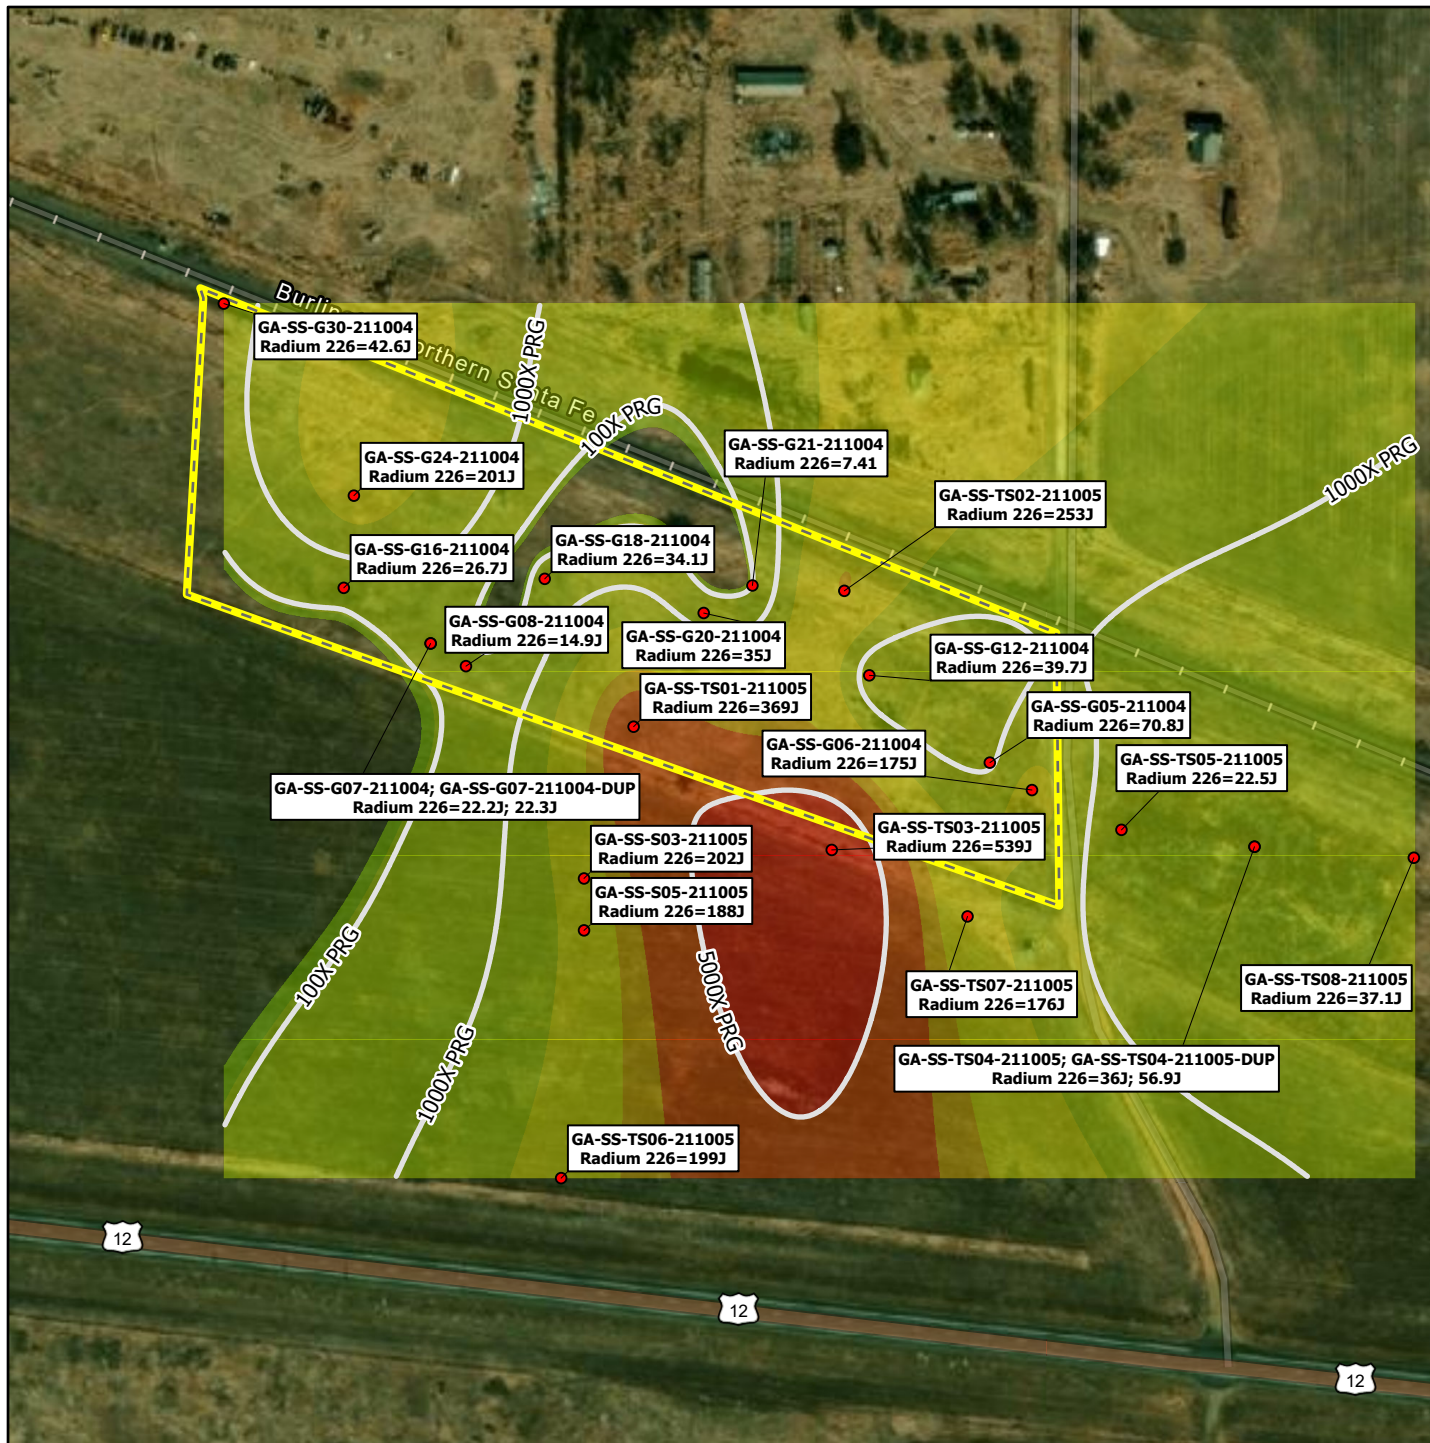 Burlin
orthern Santa Fe
GA-SS-G30-211004
Radium 226=42.6J
1000X PRG
100X PRG
GA-SS-G24-211004
Radium 226=201J
GA-SS-G21-211004
Radium 226=7.41
1000X PRG
GA-SS-TS02-211005
Radium 226=253J
GA-SS-G16-211004
Radium 226=26.7J
GA-SS-G18-211004
Radium 226=34.1J
GA-SS-G08-211004
Radium 226=14.9J
GA-SS-G20-211004
Radium 226=35J
GA-SS-G12-211004
Radium 226=39.7J
GA-SS-TS01-211005
Radium 226=369J
GA-SS-G05-211004
Radium 226=70.8J
GA-SS-G06-211004
Radium 226=175J
GA-SS-TS05-211005
Radium 226=22.5J
GA-SS-G07-211004; GA-SS-G07-211004-DUP
Radium 226=22.2J; 22.3J
GA-SS-S03-211005
Radium 226=202J
GA-SS-TS03-211005
Radium 226=539J
GA-SS-S05-211005
Radium 226=188J
100X PRG
5000X PRG
GA-SS-TS07-211005
Radium 226=176J
GA-SS-TS08-211005
Radium 226=37.1J
1000X PRG
GA-SS-TS04-211005; GA-SS-TS04-211005-DUP
Radium 226=36J; 56.9J
GA-SS-TS06-211005
Radium 226=199J
12
12
12